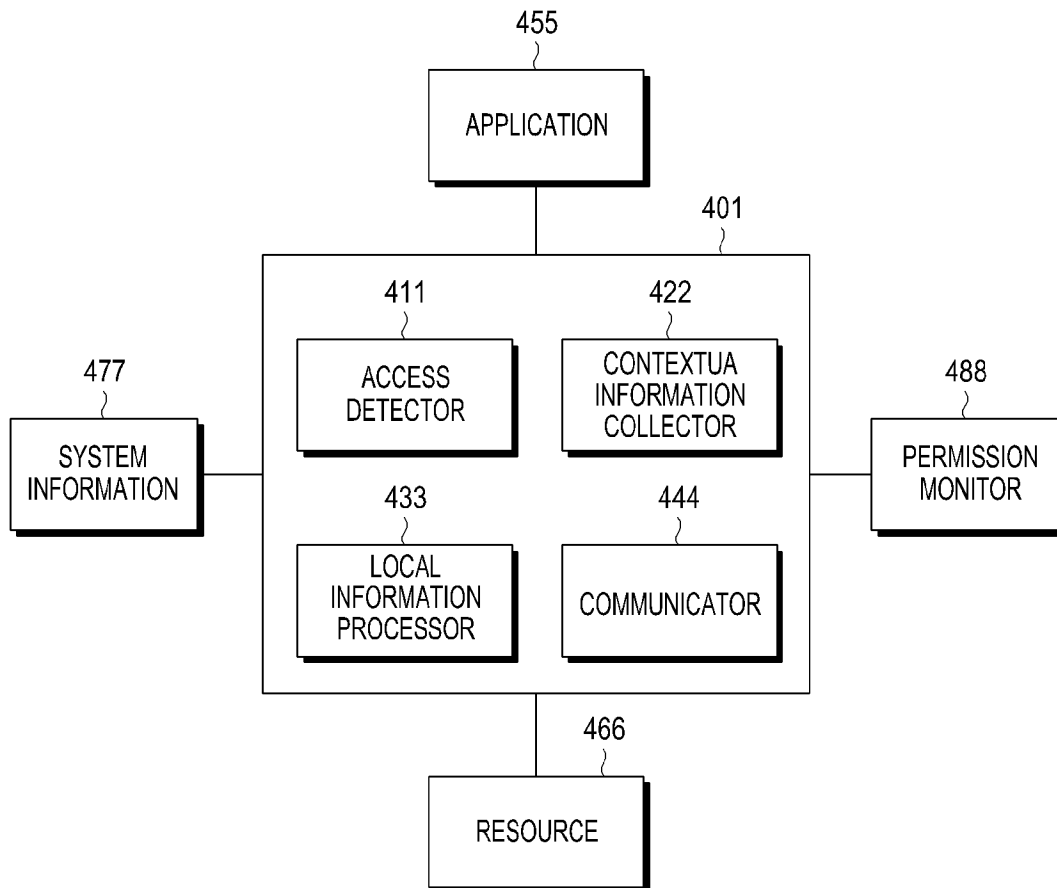 455
APPLICATION
401
411
422
ACCESS
DETECTOR
CONTEXTUA
INFORMATION
COLLECTOR
477
SYSTEM
INFORMATION
488
PERMISSION
MONITOR
433
444
LOCAL
INFORMATION
PROCESSOR
COMMUNICATOR
466
RESOURCE